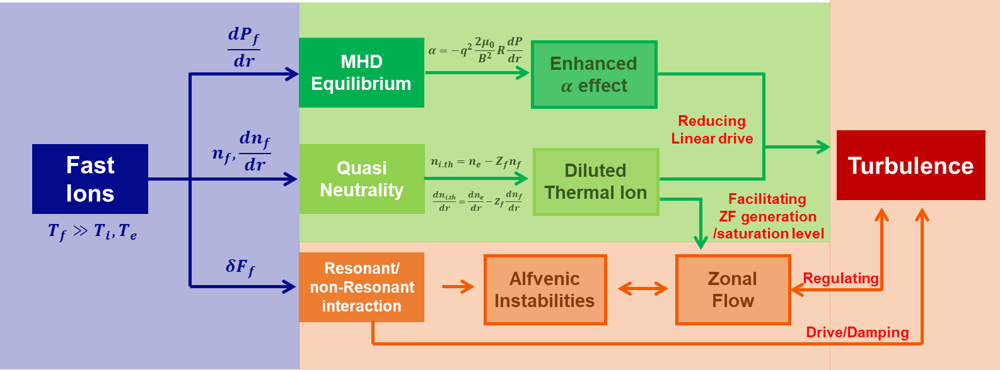 Fast
Ions
T_f ≫ T_i, T_e
dP_f/dr
n_f, dn_f/dr
δF_f
MHD
Equilibrium
α = −q² 2μ₀/B² R dP/dr
Enhanced
α effect
Quasi
Neutrality
n_{i,th} = n_e − Z_f n_f
dn_{i,th}/dr = dn_e/dr − Z_f dn_f/dr
Diluted
Thermal Ion
Reducing
Linear drive
Facilitating
ZF generation
/saturation level
Turbulence
Resonant/
non-Resonant
interaction
Alfvenic
Instabilities
Zonal
Flow
Regulating
Drive/Damping